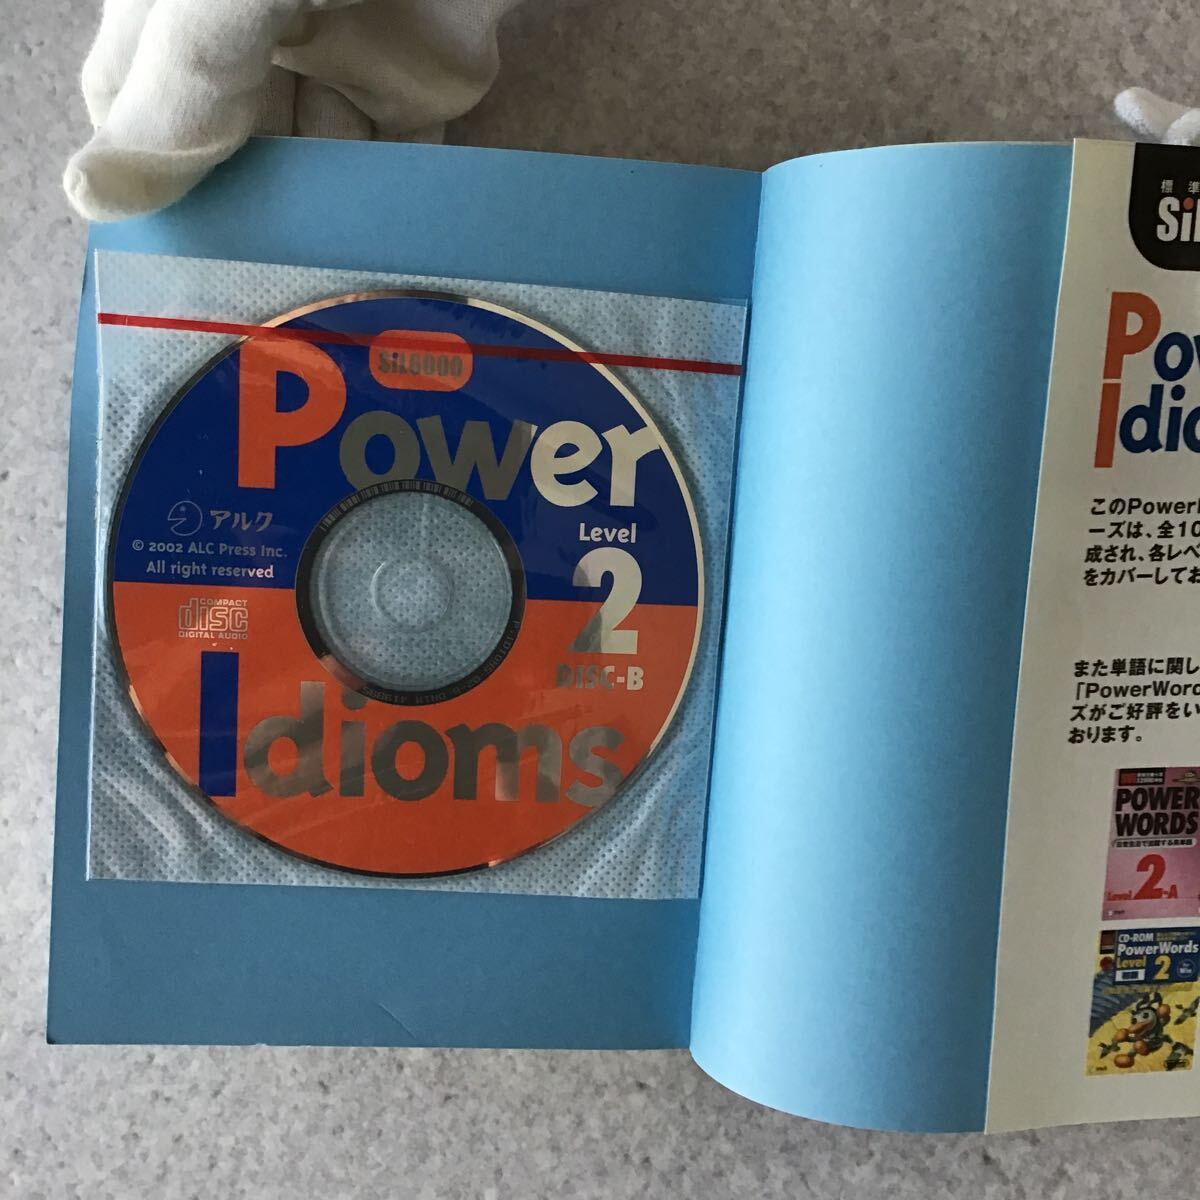 SiL6000
Power
Level
2
DISC-B
アルク
© 2002 ALC Press Inc.
All right reserved
COMPACT
disc
DIGITAL AUDIO
Idioms
標 準
SiL
Pow
Idio
このPowerI
ーズは、全10
成され、各レベ
をカバーしてお
また単語に関し
「PowerWord
ズがご好評をい
おります。
POWER
WORDS
Level 2-A
CD-ROM
PowerWords
Level 2